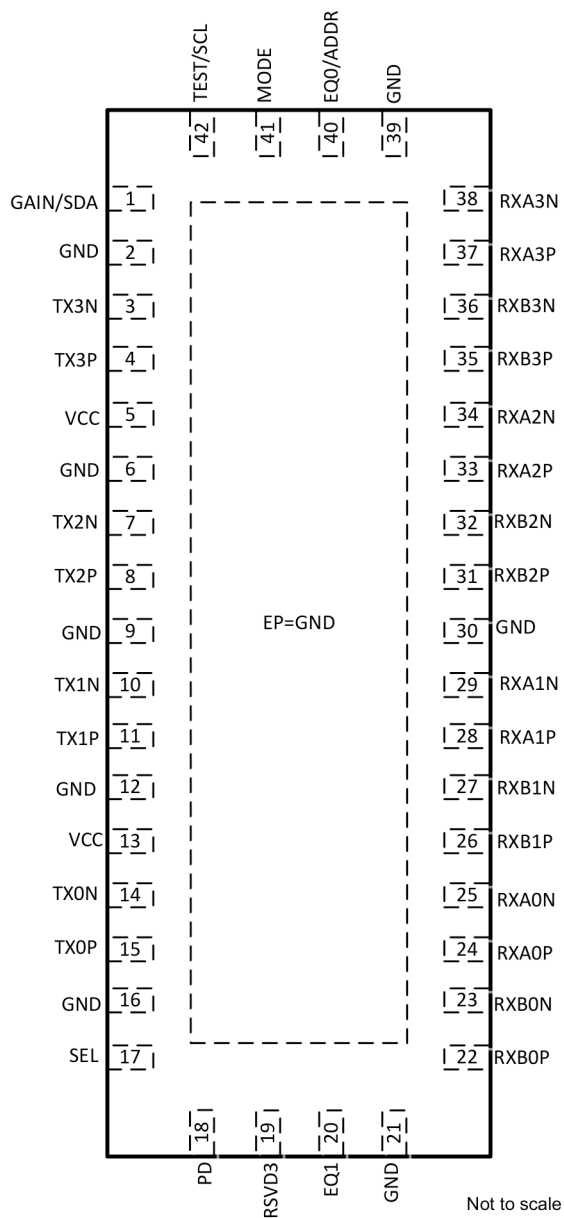 TEST/SCL
MODE
EQ0/ADDR
GND
42
41
40
39
GAIN/SDA 1
38 RXA3N
GND 2
37 RXA3P
TX3N 3
36 RXB3N
TX3P 4
35 RXB3P
VCC 5
34 RXA2N
GND 6
33 RXA2P
TX2N 7
32 RXB2N
TX2P 8
31 RXB2P
EP=GND
GND 9
30 GND
TX1N 10
29 RXA1N
TX1P 11
28 RXA1P
GND 12
27 RXB1N
VCC 13
26 RXB1P
TX0N 14
25 RXA0N
TX0P 15
24 RXA0P
GND 16
23 RXB0N
SEL 17
22 RXB0P
18
19
20
21
PD
RSVD3
EQ1
GND
Not to scale